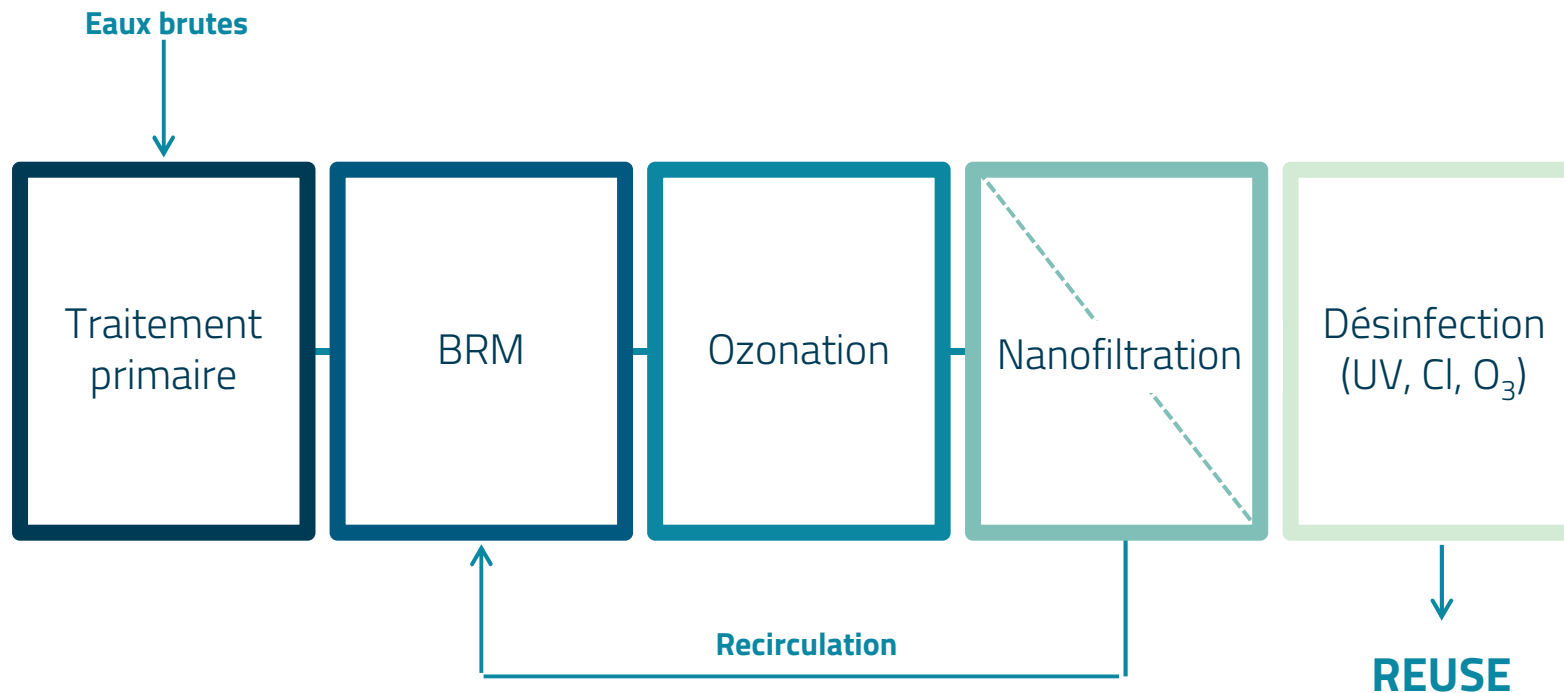 Eaux brutes
Traitement
primaire
BRM
Ozonation
Nanofiltration
Désinfection
(UV, Cl, O₃)
Recirculation
REUSE